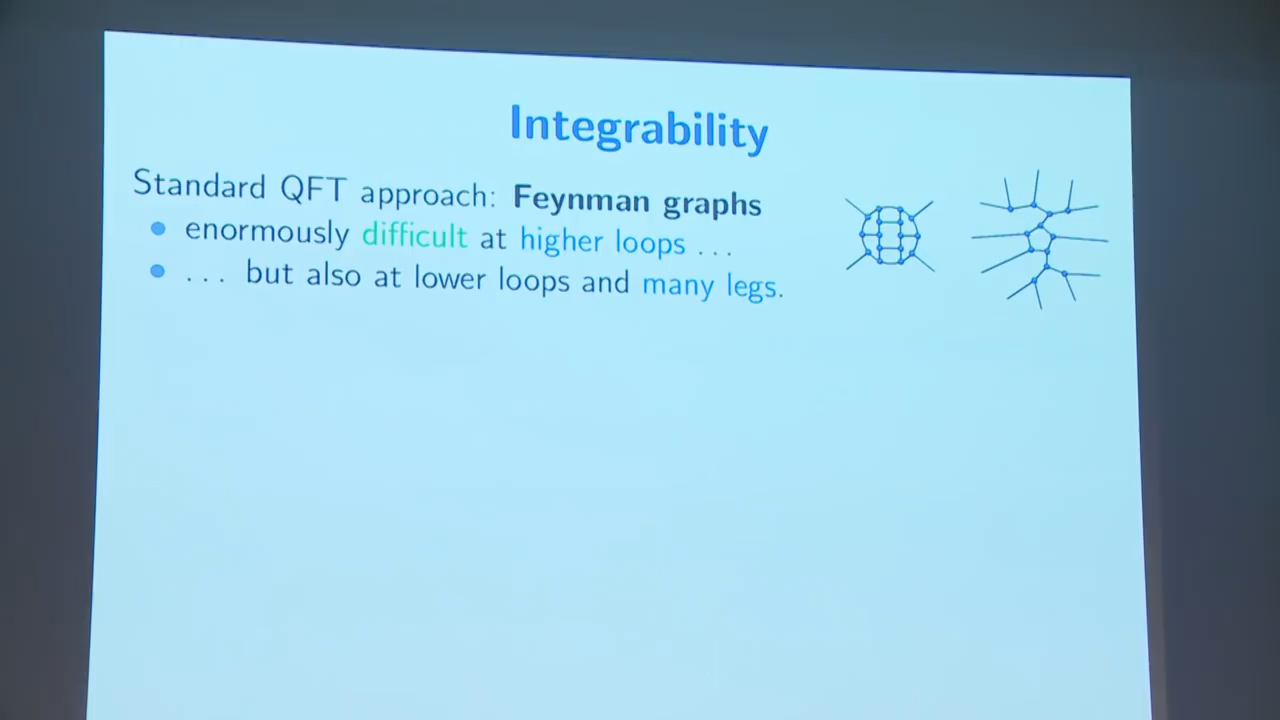 Integrability
Standard QFT approach: Feynman graphs
• enormously difficult at higher loops ...
• ... but also at lower loops and many legs.